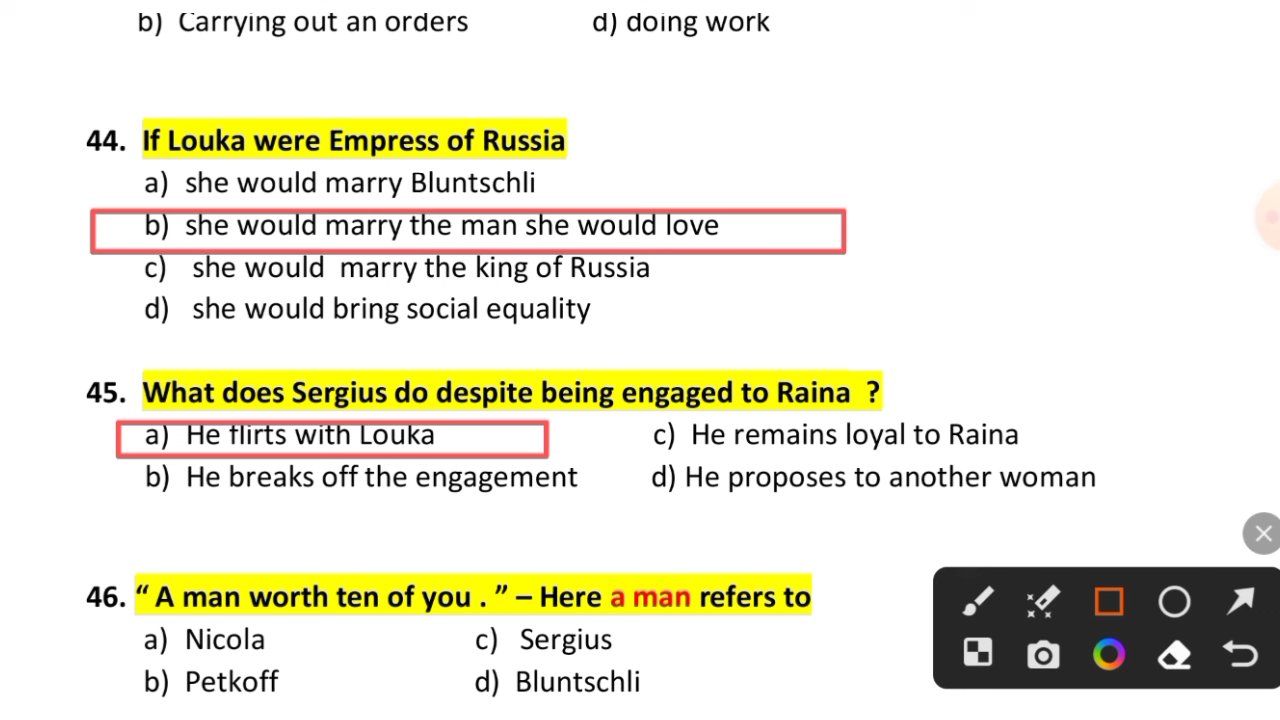 b) Carrying out an orders d) doing work
44. If Louka were Empress of Russia
a) she would marry Bluntschli
b) she would marry the man she would love
c) she would marry the king of Russia
d) she would bring social equality
45. What does Sergius do despite being engaged to Raina ?
a) He flirts with Louka c) He remains loyal to Raina
b) He breaks off the engagement d) He proposes to another woman
46. “ A man worth ten of you . ” – Here a man refers to
a) Nicola c) Sergius
b) Petkoff d) Bluntschli